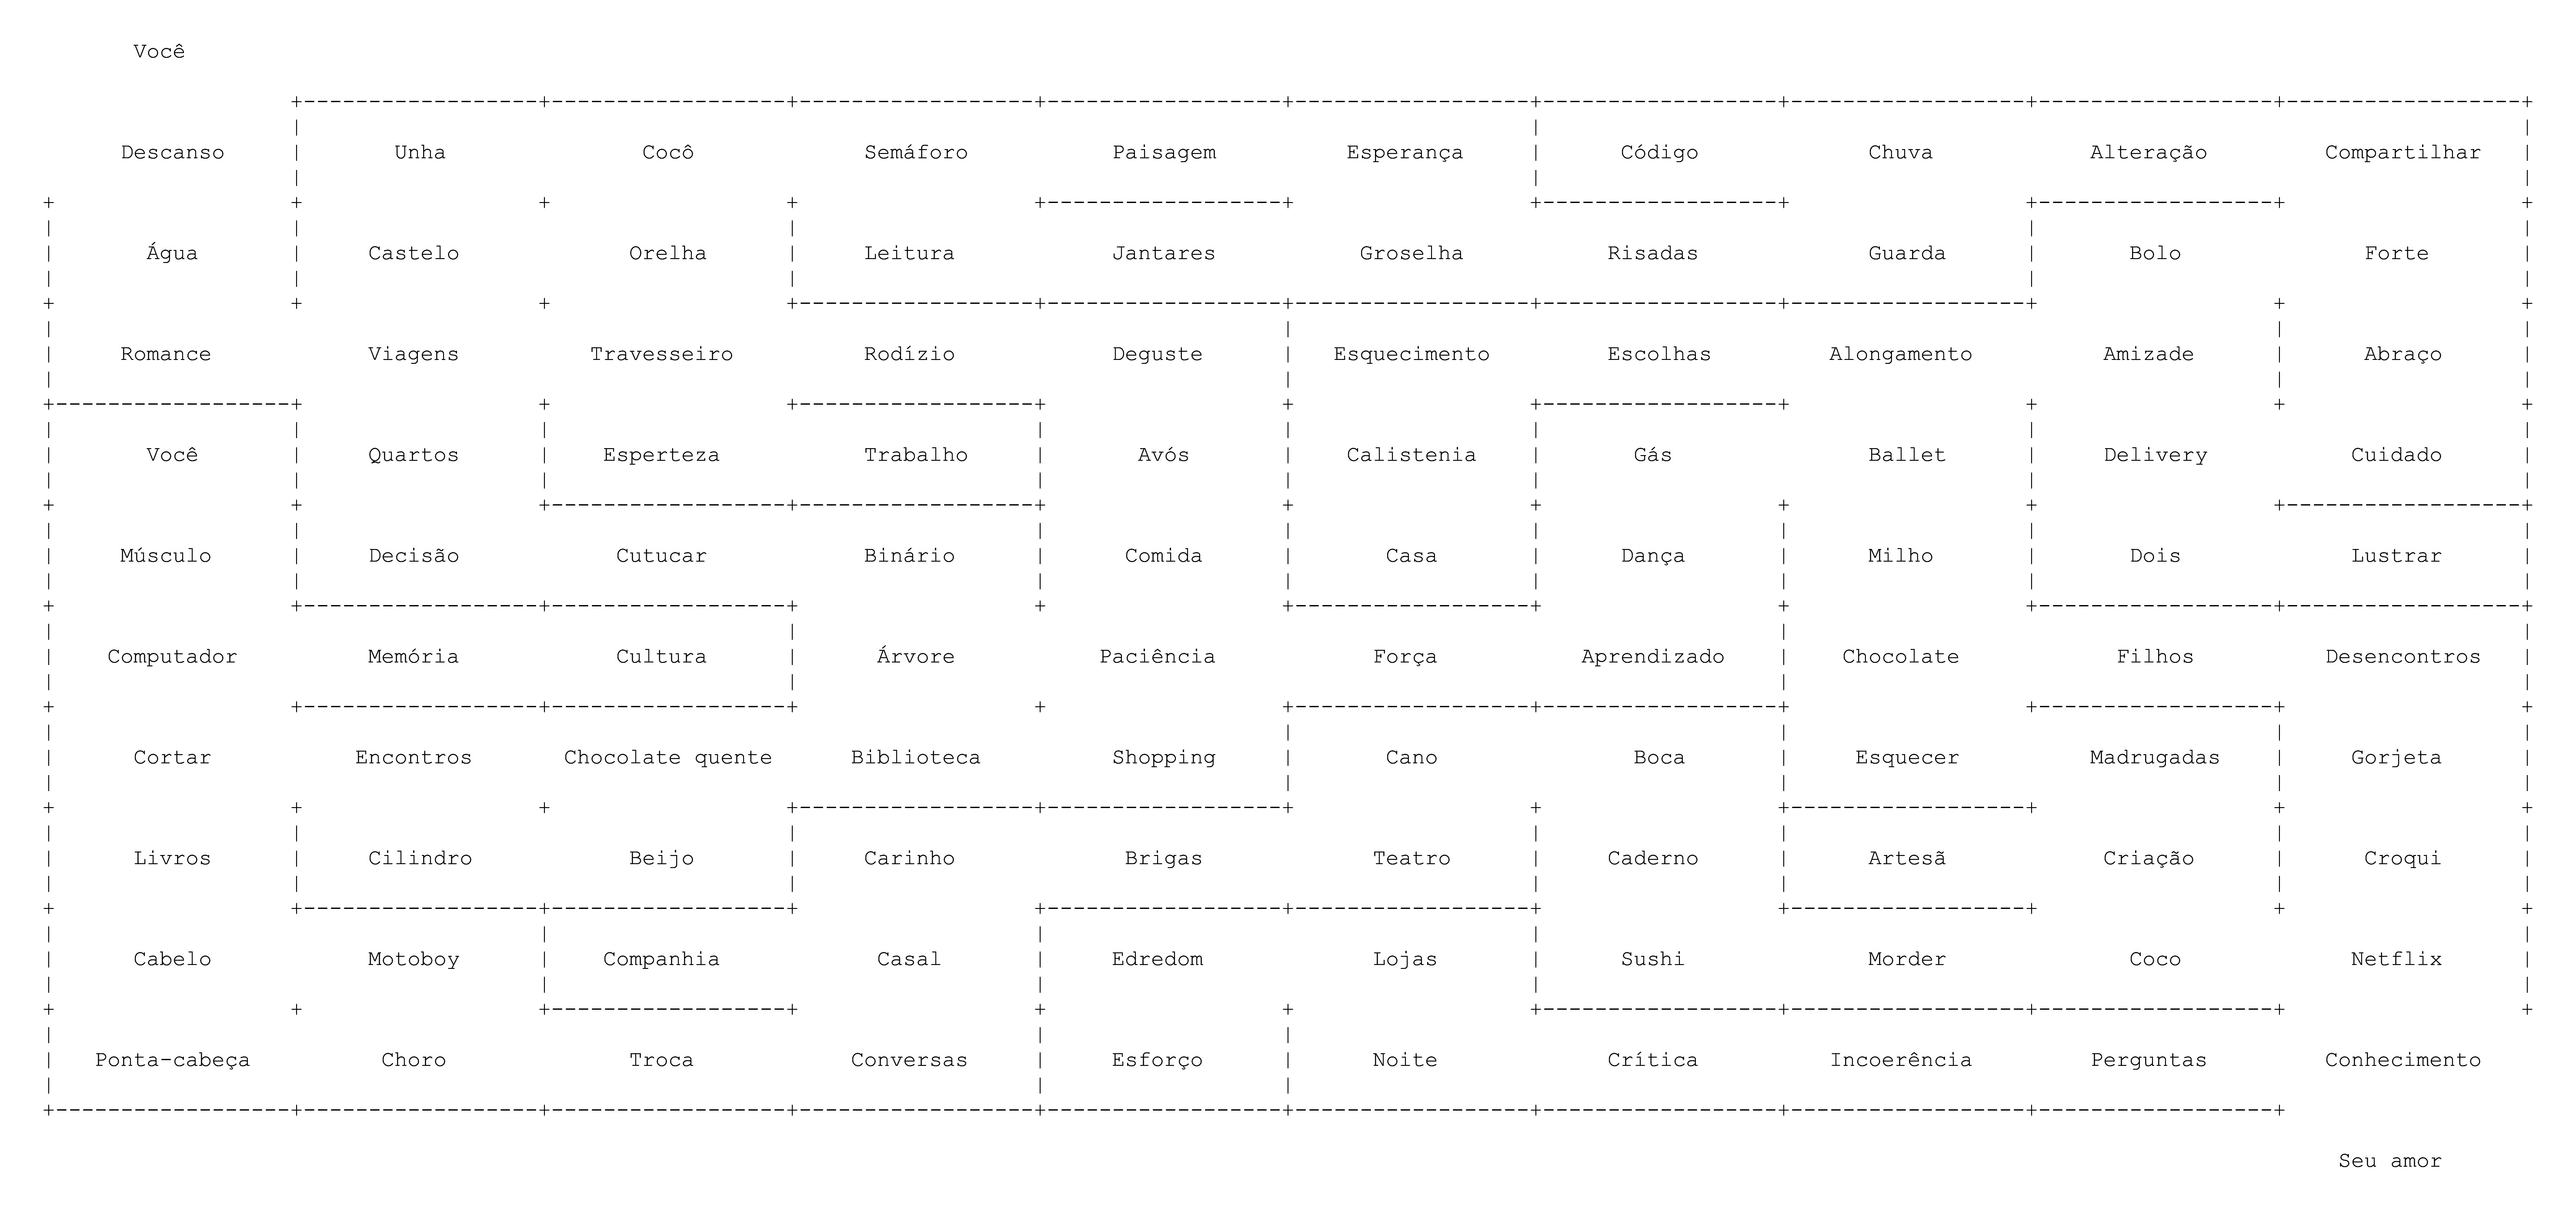 Você
Descanso Unha Cocô Semáforo Paisagem Esperança Código Chuva Alteração Compartilhar
Água Castelo Orelha Leitura Jantares Groselha Risadas Guarda Bolo Forte
Romance Viagens Travesseiro Rodízio Deguste Esquecimento Escolhas Alongamento Amizade Abraço
Você Quartos Esperteza Trabalho Avós Calistenia Gás Ballet Delivery Cuidado
Músculo Decisão Cutucar Binário Comida Casa Dança Milho Dois Lustrar
Computador Memória Cultura Árvore Paciência Força Aprendizado Chocolate Filhos Desencontros
Cortar Encontros Chocolate quente Biblioteca Shopping Cano Boca Esquecer Madrugadas Gorjeta
Livros Cilindro Beijo Carinho Brigas Teatro Caderno Artesã Criação Croqui
Cabelo Motoboy Companhia Casal Edredom Lojas Sushi Morder Coco Netflix
Ponta-cabeça Choro Troca Conversas Esforço Noite Crítica Incoerência Perguntas Conhecimento
Seu amor